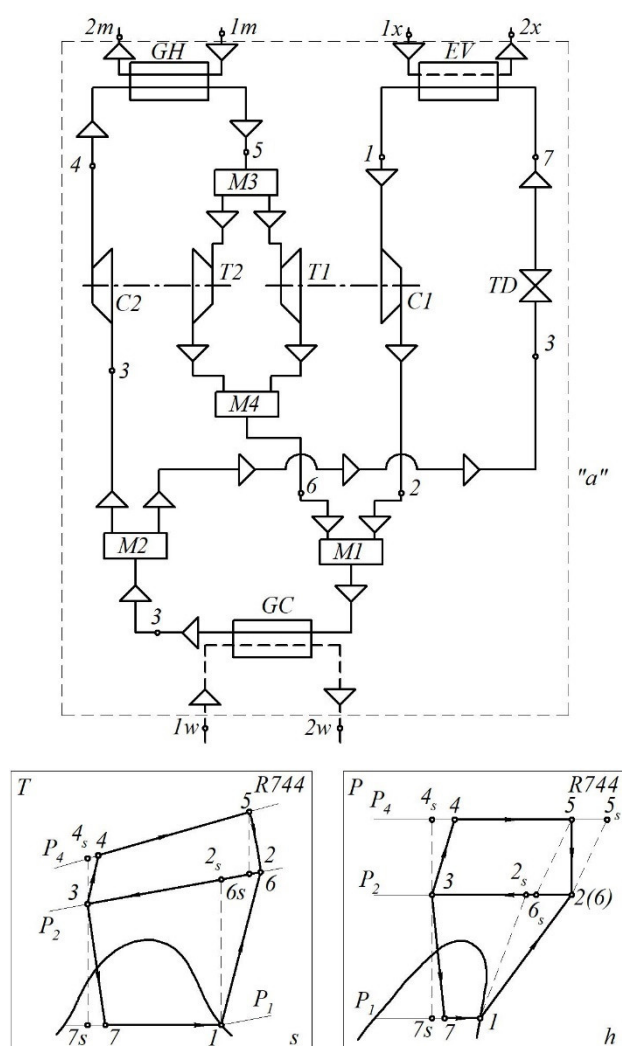 2m 1m 1x 2x
GH EV
4 5 1 7
M3
T2 T1 TD
C2 C1
3 3
M4
6 2 "a"
M2 M1
GC
3
1w 2w
T R744
5
4s 4
P4
2s 2
3 6s 6
P2
P1
7s 7 1 s
P R744
P4 4s 4 5 5s
P2 3 2s 6s 2(6)
P1
7s 7 1 h